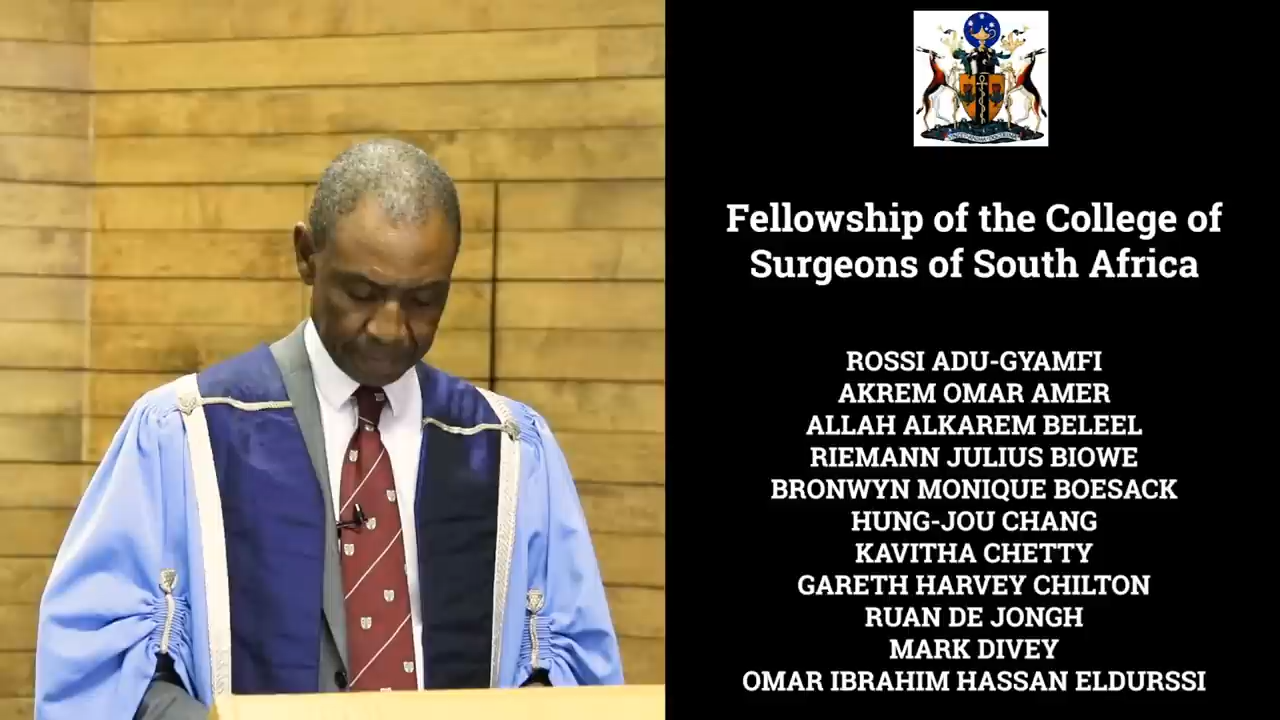 Fellowship of the College of
Surgeons of South Africa
ROSSI ADU-GYAMFI
AKREM OMAR AMER
ALLAH ALKAREM BELEEL
RIEMANN JULIUS BIOWE
BRONWYN MONIQUE BOESACK
HUNG-JOU CHANG
KAVITHA CHETTY
GARETH HARVEY CHILTON
RUAN DE JONGH
MARK DIVEY
OMAR IBRAHIM HASSAN ELDURSSI